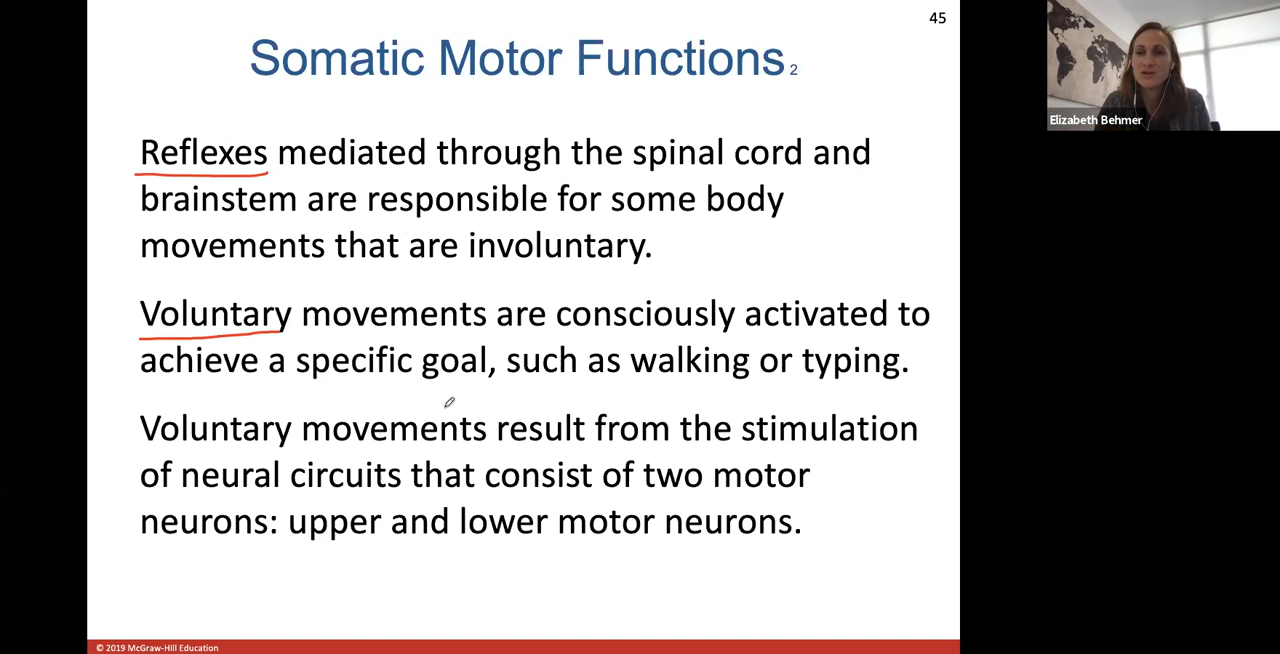 45
Somatic Motor Functions 2
Reflexes mediated through the spinal cord and
brainstem are responsible for some body
movements that are involuntary.
Voluntary movements are consciously activated to
achieve a specific goal, such as walking or typing.
Voluntary movements result from the stimulation
of neural circuits that consist of two motor
neurons: upper and lower motor neurons.
© 2019 McGraw-Hill Education
Elizabeth Behmer